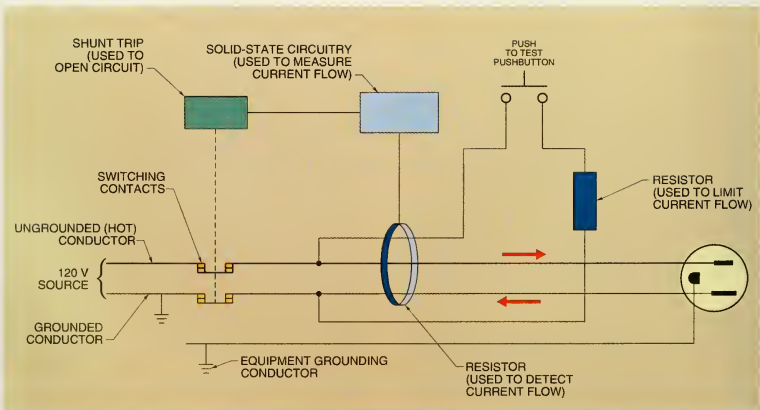 SHUNT TRIP
(USED TO
OPEN CIRCUIT)
SOLID-STATE CIRCUITRY
(USED TO MEASURE
CURRENT FLOW)
PUSH
TO TEST
PUSHBUTTON
SWITCHING
CONTACTS
RESISTOR
(USED TO LIMIT
CURRENT FLOW)
UNGROUNDED (HOT)
CONDUCTOR
120 V
SOURCE
GROUNDED
CONDUCTOR
EQUIPMENT GROUNDING
CONDUCTOR
RESISTOR
(USED TO DETECT
CURRENT FLOW)